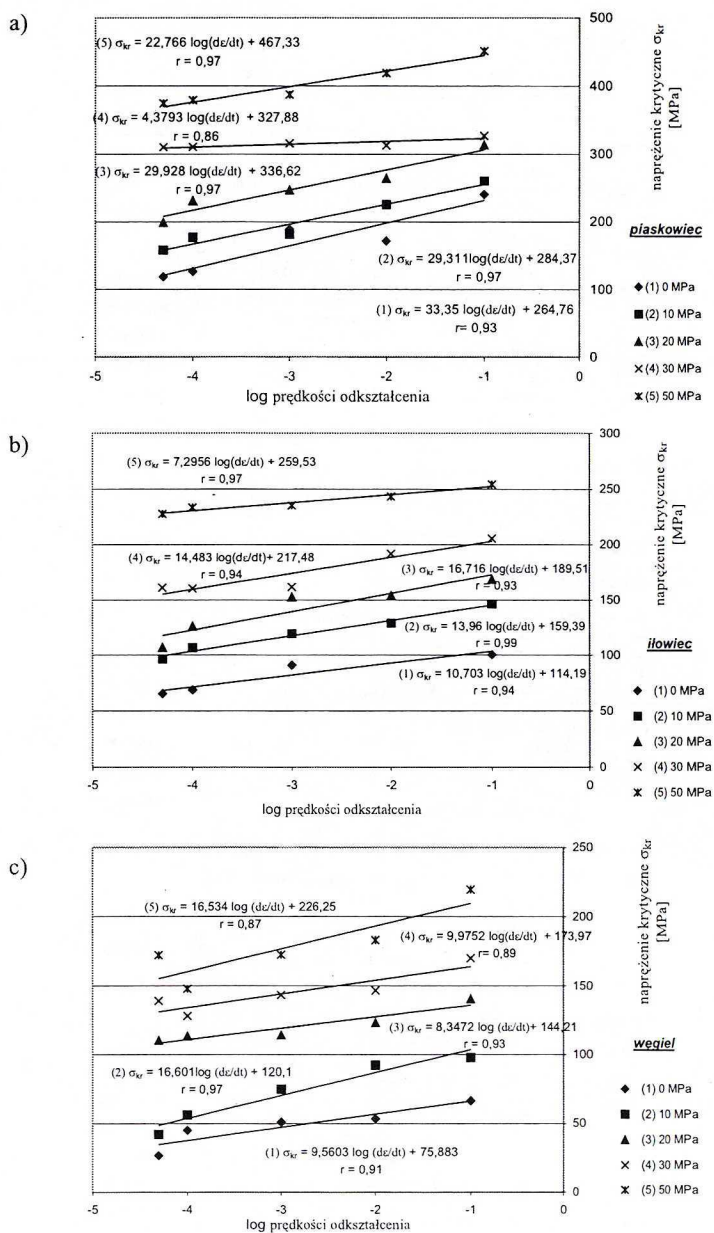 a)
(5) σkr = 22,766 log(dε/dt) + 467,33
r = 0,97
(4) σkr = 4,3793 log(dε/dt) + 327,88
r = 0,86
(3) σkr = 29,928 log(dε/dt) + 336,62
r = 0,97
(2) σkr = 29,311log(dε/dt) + 284,37
r = 0,97
(1) σkr = 33,35 log(dε/dt) + 264,76
r= 0,93
500
400
300
200
100
0
-5
-4
-3
-2
-1
0
log prędkości odkształcenia
naprężenie krytyczne σkr
[MPa]
piaskowiec
(1) 0 MPa
(2) 10 MPa
(3) 20 MPa
(4) 30 MPa
(5) 50 MPa
b)
(5) σkr = 7,2956 log(dε/dt) + 259,53
r = 0,97
(4) σkr = 14,483 log(dε/dt)+ 217,48
r = 0,94
(3) σkr = 16,716 log(dε/dt) + 189,51
r = 0,93
(2) σkr = 13,96 log(dε/dt) + 159,39
r = 0,99
(1) σkr = 10,703 log(dε/dt) + 114,19
r = 0,94
300
250
200
150
100
50
0
-5
-4
-3
-2
-1
0
log prędkości odkształcenia
naprężenie krytyczne σkr
[MPa]
iłowiec
(1) 0 MPa
(2) 10 MPa
(3) 20 MPa
(4) 30 MPa
(5) 50 MPa
c)
(5) σkr = 16,534 log (dε/dt) + 226,25
r = 0,87
(4) σkr = 9,9752 log(dε/dt) + 173,97
r= 0,89
(3) σkr = 8,3472 log (dε/dt)+ 144,21
r = 0,93
(2) σkr = 16,601log (dε/dt) + 120,1
r = 0,97
(1) σkr = 9,5603 log(dε/dt) + 75,883
r = 0,91
250
200
150
100
50
0
-5
-4
-3
-2
-1
0
log prędkości odkształcenia
naprężenie krytyczne σkr
[MPa]
węgiel
(1) 0 MPa
(2) 10 MPa
(3) 20 MPa
(4) 30 MPa
(5) 50 MPa